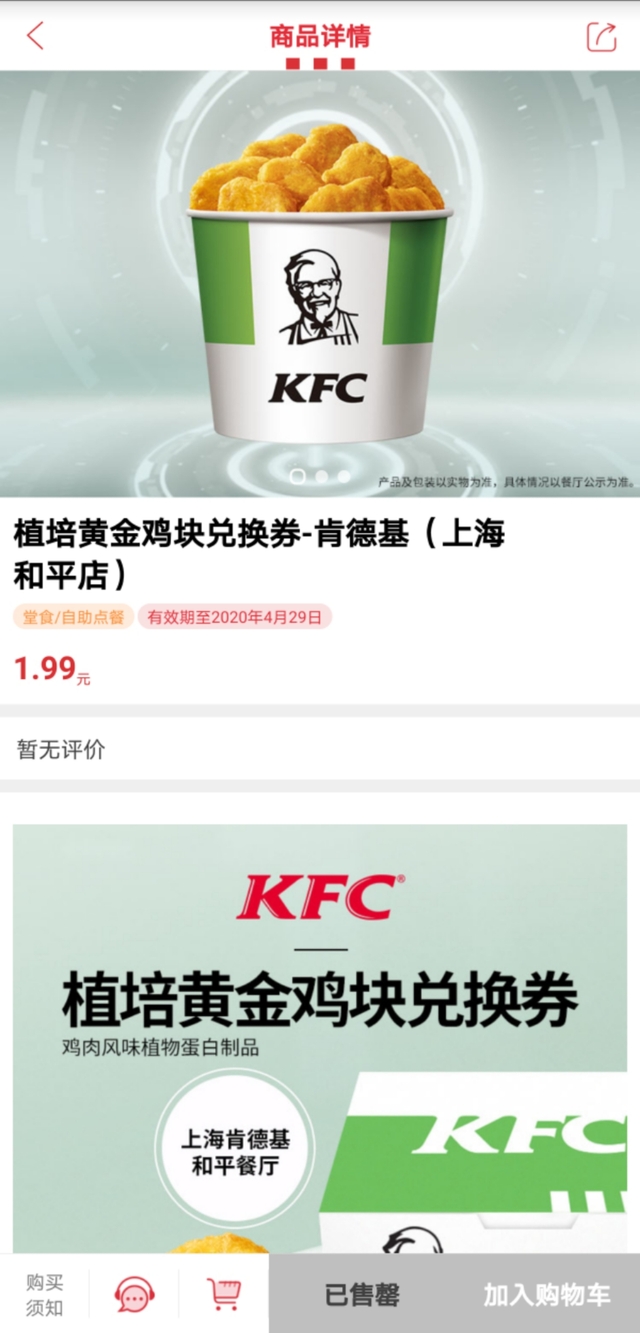 商品详情
KFC
产品及包装以实物为准，具体情况以餐厅公示为准。
植培黄金鸡块兑换券-肯德基（上海
和平店）
堂食/自助点餐 有效期至2020年4月29日
1.99元
暂无评价
KFC®
植培黄金鸡块兑换券
鸡肉风味植物蛋白制品
上海肯德基
和平餐厅
KFC
购买
须知
已售罄
加入购物车